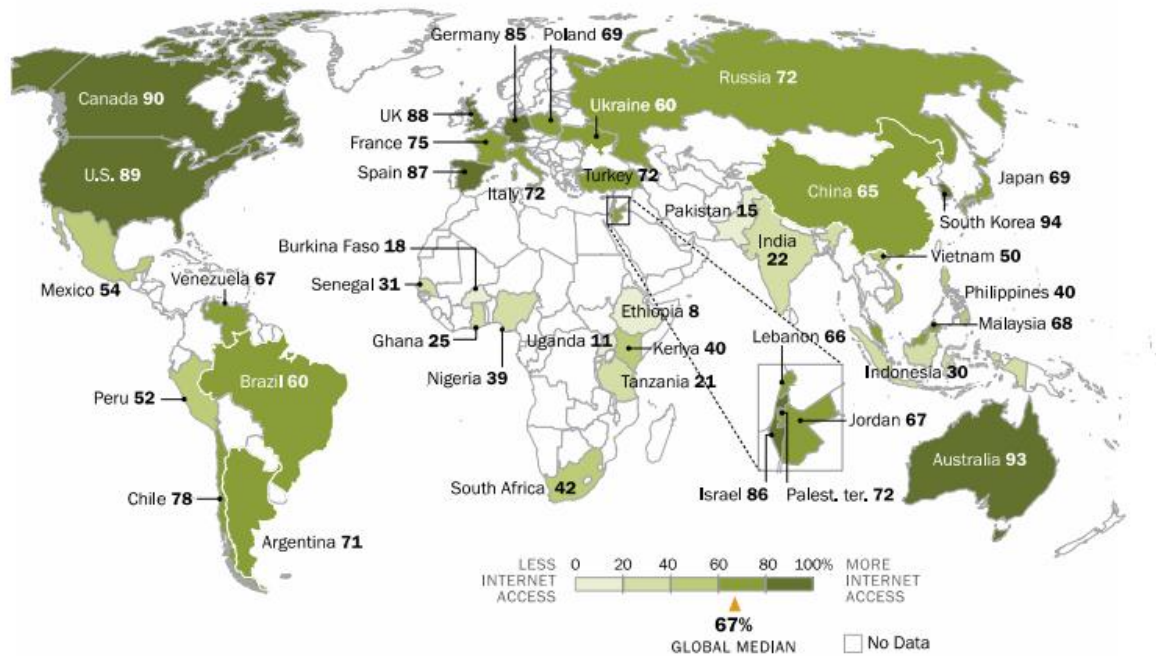 Germany 85
Poland 69
Russia 72
Canada 90
Ukraine 60
UK 88
France 75
U.S. 89
Spain 87
Turkey 72
Italy 72
China 65
Japan 69
Pakistan 15
South Korea 94
Burkina Faso 18
India
22
Vietnam 50
Venezuela 67
Senegal 31
Mexico 54
Philippines 40
Ethiopia 8
Malaysia 68
Lebanon 66
Ghana 25
Uganda 11
Kenya 40
Indonesia 30
Nigeria 39
Tanzania 21
Brazil 60
Peru 52
Jordan 67
Australia 93
South Africa 42
Chile 78
Israel 86
Palest. ter. 72
Argentina 71
LESS
INTERNET
ACCESS
0 20 40 60 80 100%
MORE
INTERNET
ACCESS
67%
GLOBAL MEDIAN
No Data